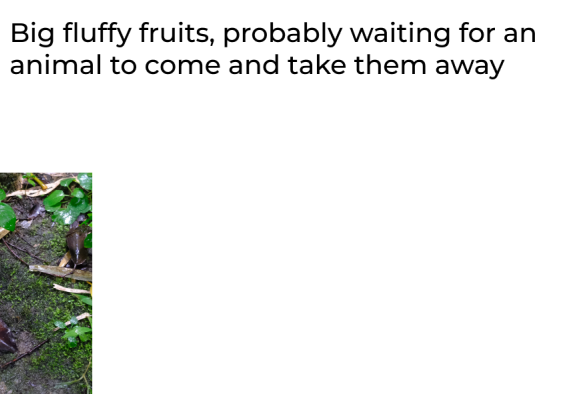 Big fluffy fruits, probably waiting for an
animal to come and take them away